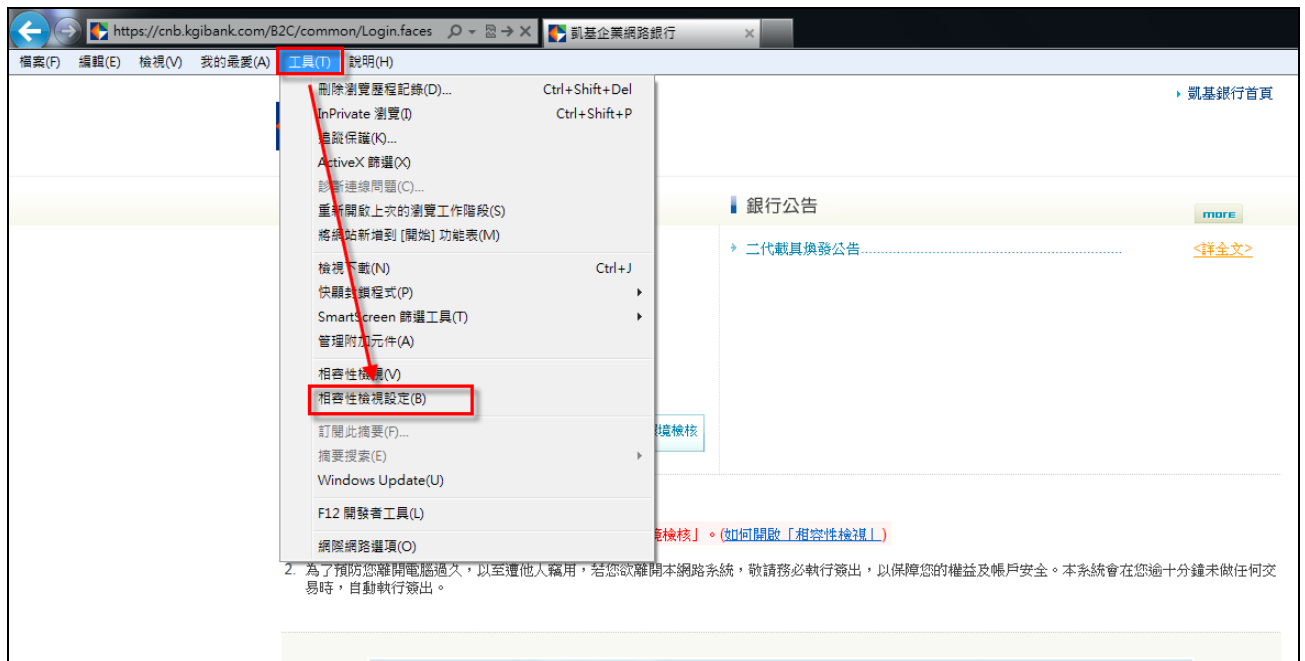 https://cnb.kgibank.com/B2C/common/Login.faces
凱基企業網路銀行
檔案(F) 編輯(E) 檢視(V) 我的最愛(A) 工具(T) 說明(H)
刪除瀏覽歷程記錄(D)... Ctrl+Shift+Del
凱基銀行首頁
InPrivate 瀏覽(I) Ctrl+Shift+P
追蹤保護(K)...
ActiveX 篩選(X)
診斷連線問題(C)...
重新開啟上次的瀏覽工作階段(S)
銀行公告
more
將網站新增到 [開始] 功能表(M)
二代載具換發公告
<詳全文>
檢視下載(N) Ctrl+J
快顯封鎖程式(P)
SmartScreen 篩選工具(T)
管理附加元件(A)
相容性檢視(V)
相容性檢視設定(B)
訂閱此摘要(F)...
境檢核
摘要搜索(E)
Windows Update(U)
F12 開發者工具(L)
境檢核」。(如何開啟「相容性檢視」)
網際網路選項(O)
2. 為了預防您離開電腦過久，以至遭他人竊用，若您欲離開本網路系統，敬請務必執行簽出，以保障您的權益及帳戶安全。本系統會在您逾十分鐘未做任何交
易時，自動執行簽出。